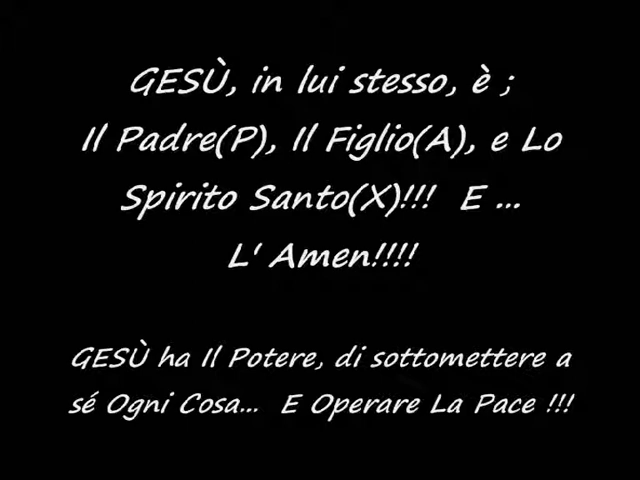 GESÙ, in lui stesso, è ;
Il Padre(P), Il Figlio(A), e Lo
Spirito Santo(X)!!! E ...
L' Amen!!!!
GESÙ ha Il Potere, di sottomettere a
sé Ogni Cosa... E Operare La Pace !!!